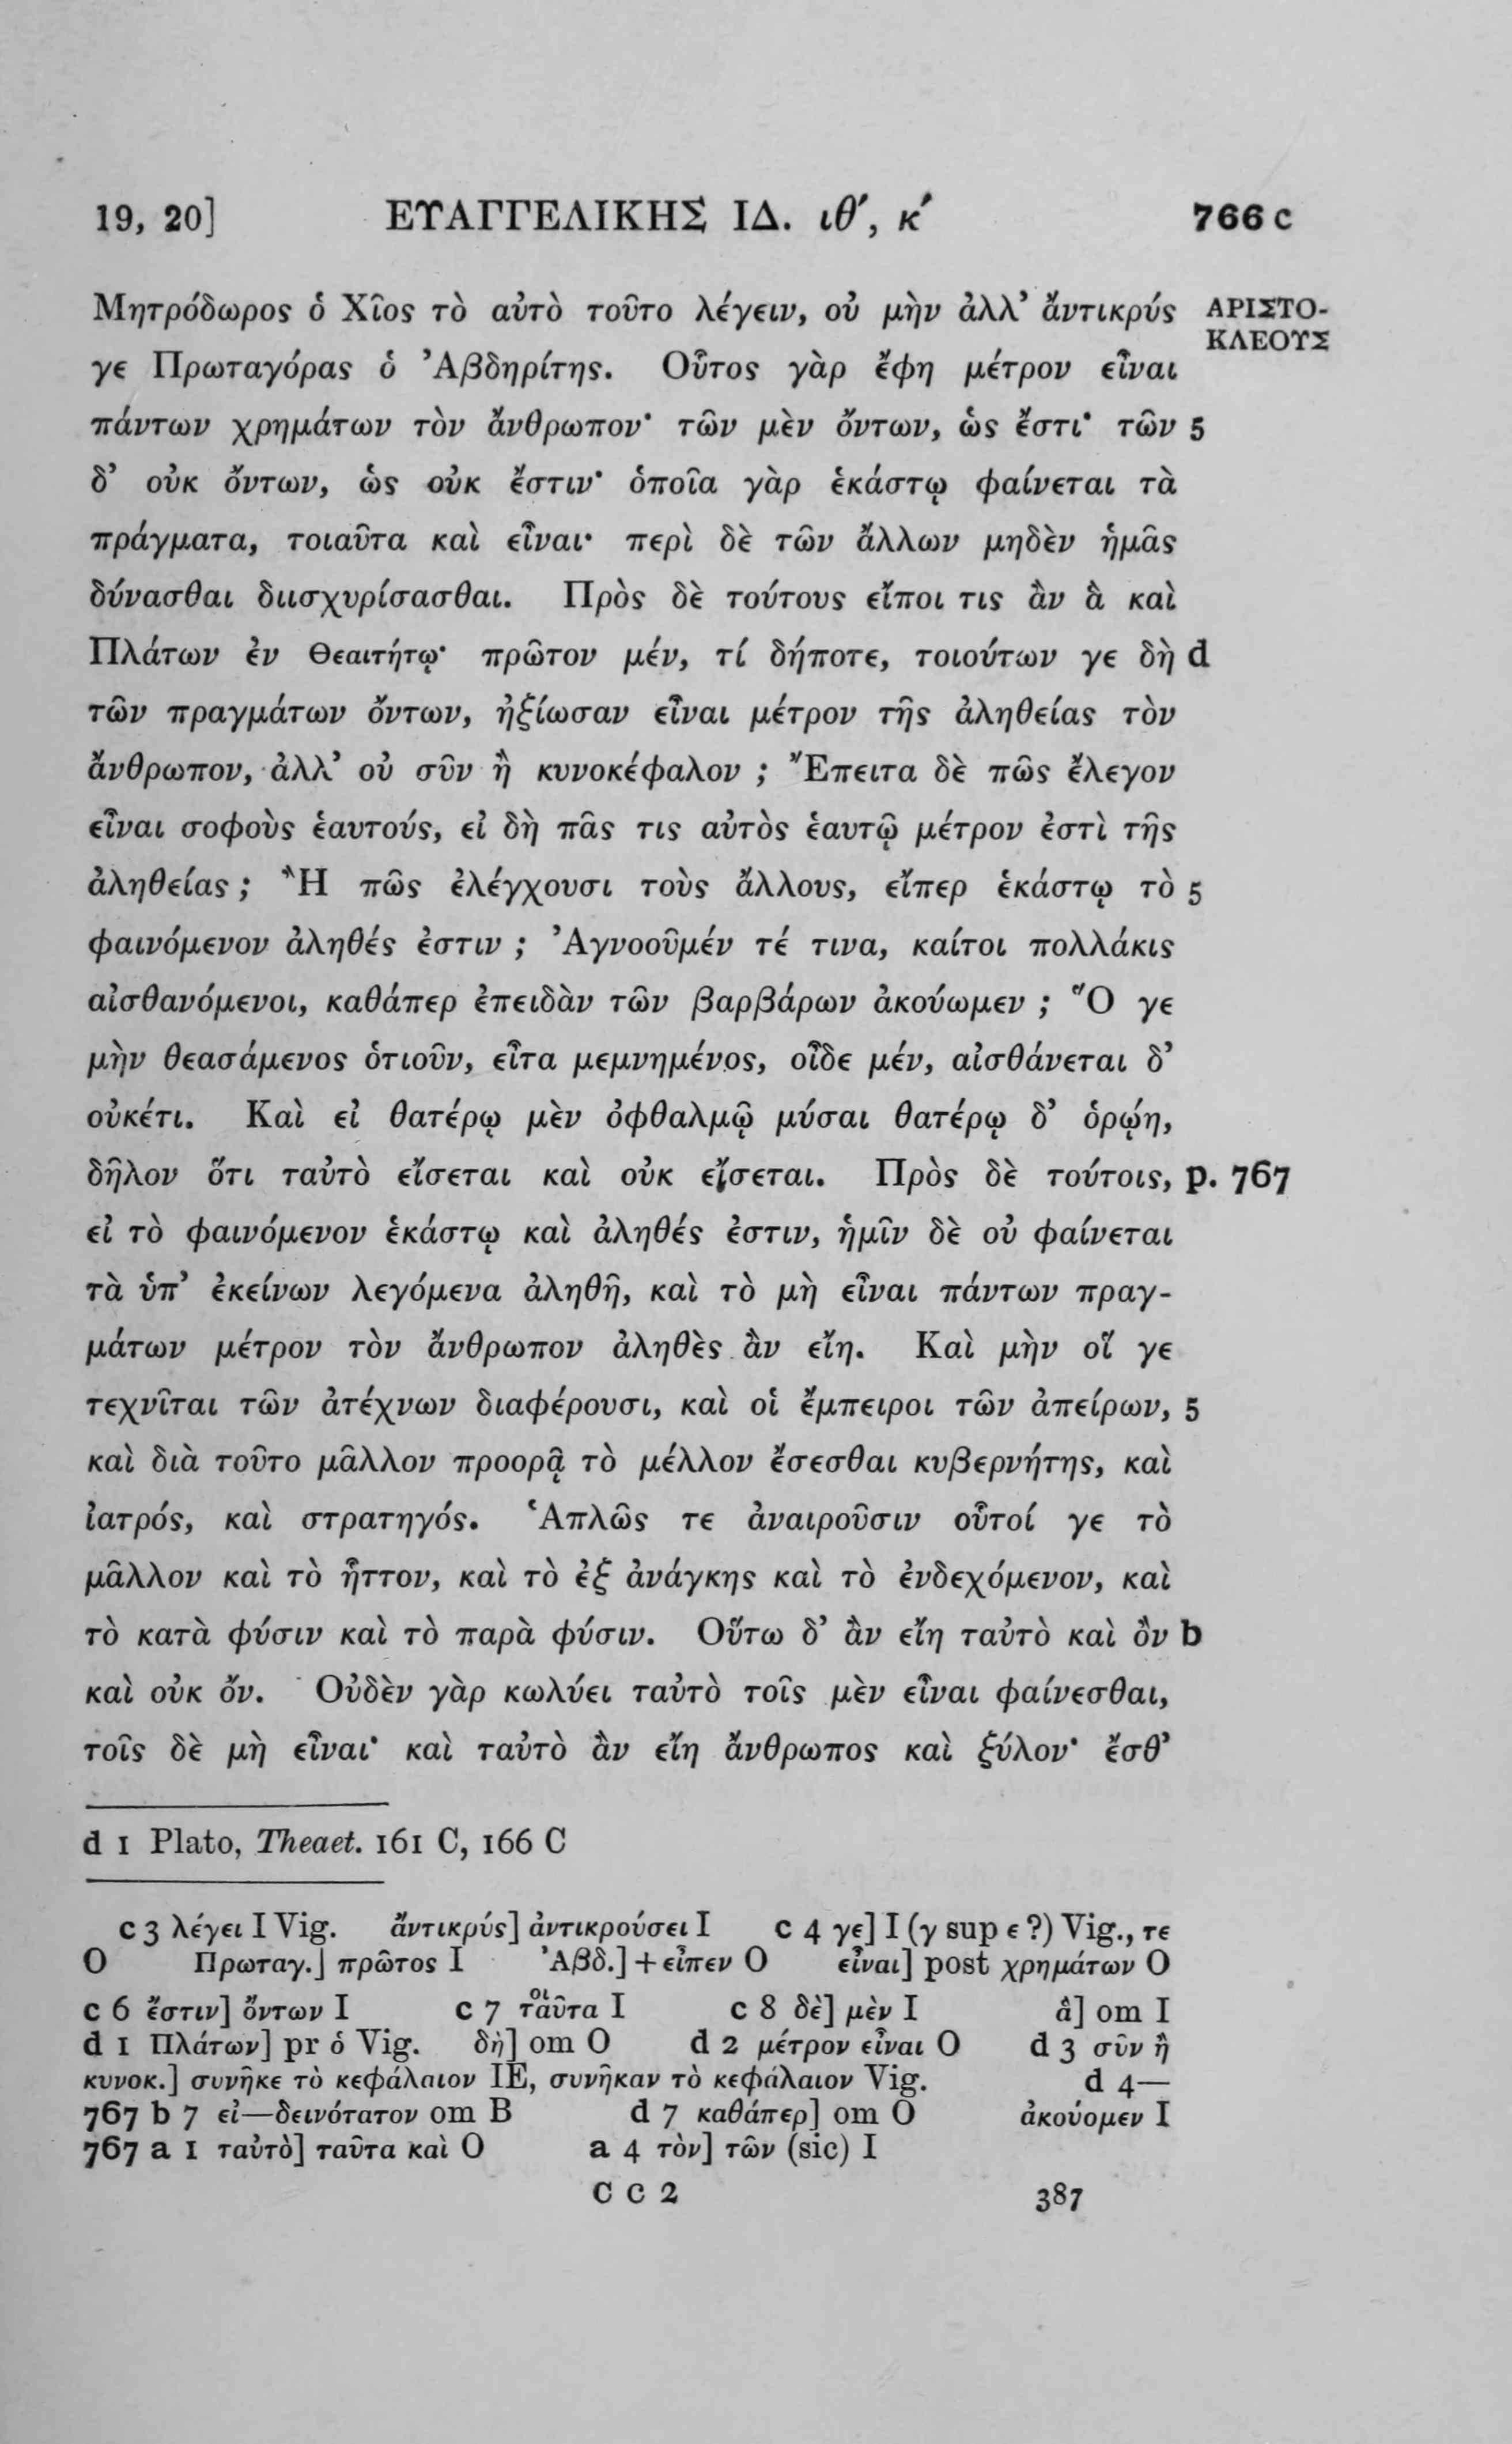 19, 20] ΕΥΑΓΓΕΛΙΚΗΣ ΙΔ. ιθ′, κ′ 766 c
Μητρόδωρος ὁ Χῖος τὸ αὐτὸ τοῦτο λέγειν, οὐ μὴν ἀλλ’ ἄντικρύς ΑΡΙΣΤΟ-
ΚΛΕΟΥΣ
γε Πρωταγόρας ὁ Ἀβδηρίτης. Οὗτος γὰρ ἔφη μέτρον εἶναι
πάντων χρημάτων τὸν ἄνθρωπον· τῶν μὲν ὄντων, ὡς ἔστι· τῶν 5
δ’ οὐκ ὄντων, ὡς οὐκ ἔστιν· ὁποῖα γὰρ ἑκάστῳ φαίνεται τὰ
πράγματα, τοιαῦτα καὶ εἶναι· περὶ δὲ τῶν ἄλλων μηδὲν ἡμᾶς
δύνασθαι διισχυρίσασθαι. Πρὸς δὲ τούτους εἴποι τις ἂν ἃ καὶ
Πλάτων ἐν Θεαιτήτῳ· πρῶτον μέν, τί δήποτε, τοιούτων γε δὴ d
τῶν πραγμάτων ὄντων, ἠξίωσαν εἶναι μέτρον τῆς ἀληθείας τὸν
ἄνθρωπον, ἀλλ’ οὐ σῦν ἢ κυνοκέφαλον ; Ἔπειτα δὲ πῶς ἔλεγον
εἶναι σοφοὺς ἑαυτούς, εἰ δὴ πᾶς τις αὐτὸς ἑαυτῷ μέτρον ἐστὶ τῆς
ἀληθείας ; Ἢ πῶς ἐλέγχουσι τοὺς ἄλλους, εἴπερ ἑκάστῳ τὸ 5
φαινόμενον ἀληθές ἐστιν ; Ἀγνοοῦμέν τέ τινα, καίτοι πολλάκις
αἰσθανόμενοι, καθάπερ ἐπειδὰν τῶν βαρβάρων ἀκούωμεν ; Ὅ γε
μὴν θεασάμενος ὁτιοῦν, εἶτα μεμνημένος, οἶδε μέν, αἰσθάνεται δ’
οὐκέτι. Καὶ εἰ θατέρῳ μὲν ὀφθαλμῷ μύσαι θατέρῳ δ’ ὁρῴη,
δῆλον ὅτι ταὐτὸ εἴσεται καὶ οὐκ εἴσεται. Πρὸς δὲ τούτοις, p. 767
εἰ τὸ φαινόμενον ἑκάστῳ καὶ ἀληθές ἐστιν, ἡμῖν δὲ οὐ φαίνεται
τὰ ὑπ’ ἐκείνων λεγόμενα ἀληθῆ, καὶ τὸ μὴ εἶναι πάντων πραγ-
μάτων μέτρον τὸν ἄνθρωπον ἀληθὲς ἂν εἴη. Καὶ μὴν οἵ γε
τεχνῖται τῶν ἀτέχνων διαφέρουσι, καὶ οἱ ἔμπειροι τῶν ἀπείρων, 5
καὶ διὰ τοῦτο μᾶλλον προορᾷ τὸ μέλλον ἔσεσθαι κυβερνήτης, καὶ
ἰατρός, καὶ στρατηγός. Ἁπλῶς τε ἀναιροῦσιν οὗτοί γε τὸ
μᾶλλον καὶ τὸ ἧττον, καὶ τὸ ἐξ ἀνάγκης καὶ τὸ ἐνδεχόμενον, καὶ
τὸ κατὰ φύσιν καὶ τὸ παρὰ φύσιν. Οὕτω δ’ ἂν εἴη ταὐτὸ καὶ ὂν b
καὶ οὐκ ὄν. Οὐδὲν γὰρ κωλύει ταὐτὸ τοῖς μὲν εἶναι φαίνεσθαι,
τοῖς δὲ μὴ εἶναι· καὶ ταὐτὸ ἂν εἴη ἄνθρωπος καὶ ξύλον· ἔσθ’
d 1 Plato, Theaet. 161 C, 166 C
c 3 λέγει I Vig. ἄντικρύς] ἀντικρούσει I c 4 γε] I (γ sup ε ?) Vig., τε
O Πρωταγ.] πρῶτος I Ἀβδ.] + εἶπεν O εἶναι] post χρημάτων O
c 6 ἔστιν] ὄντων I c 7 ταῦτα I c 8 δὲ] μὲν I ἃ] om I
d 1 Πλάτων] pr ὁ Vig. δὴ] om O d 2 μέτρον εἶναι O d 3 σῦν ἢ
κυνοκ.] συνῆκε τὸ κεφάλαιον IE, συνῆκαν τὸ κεφάλαιον Vig. d 4—
767 b 7 εἰ—δεινότατον om B d 7 καθάπερ] om O ἀκούομεν I
767 a 1 ταὐτὸ] ταῦτα καὶ O a 4 τὸν] τῶν (sic) I
C C 2 387